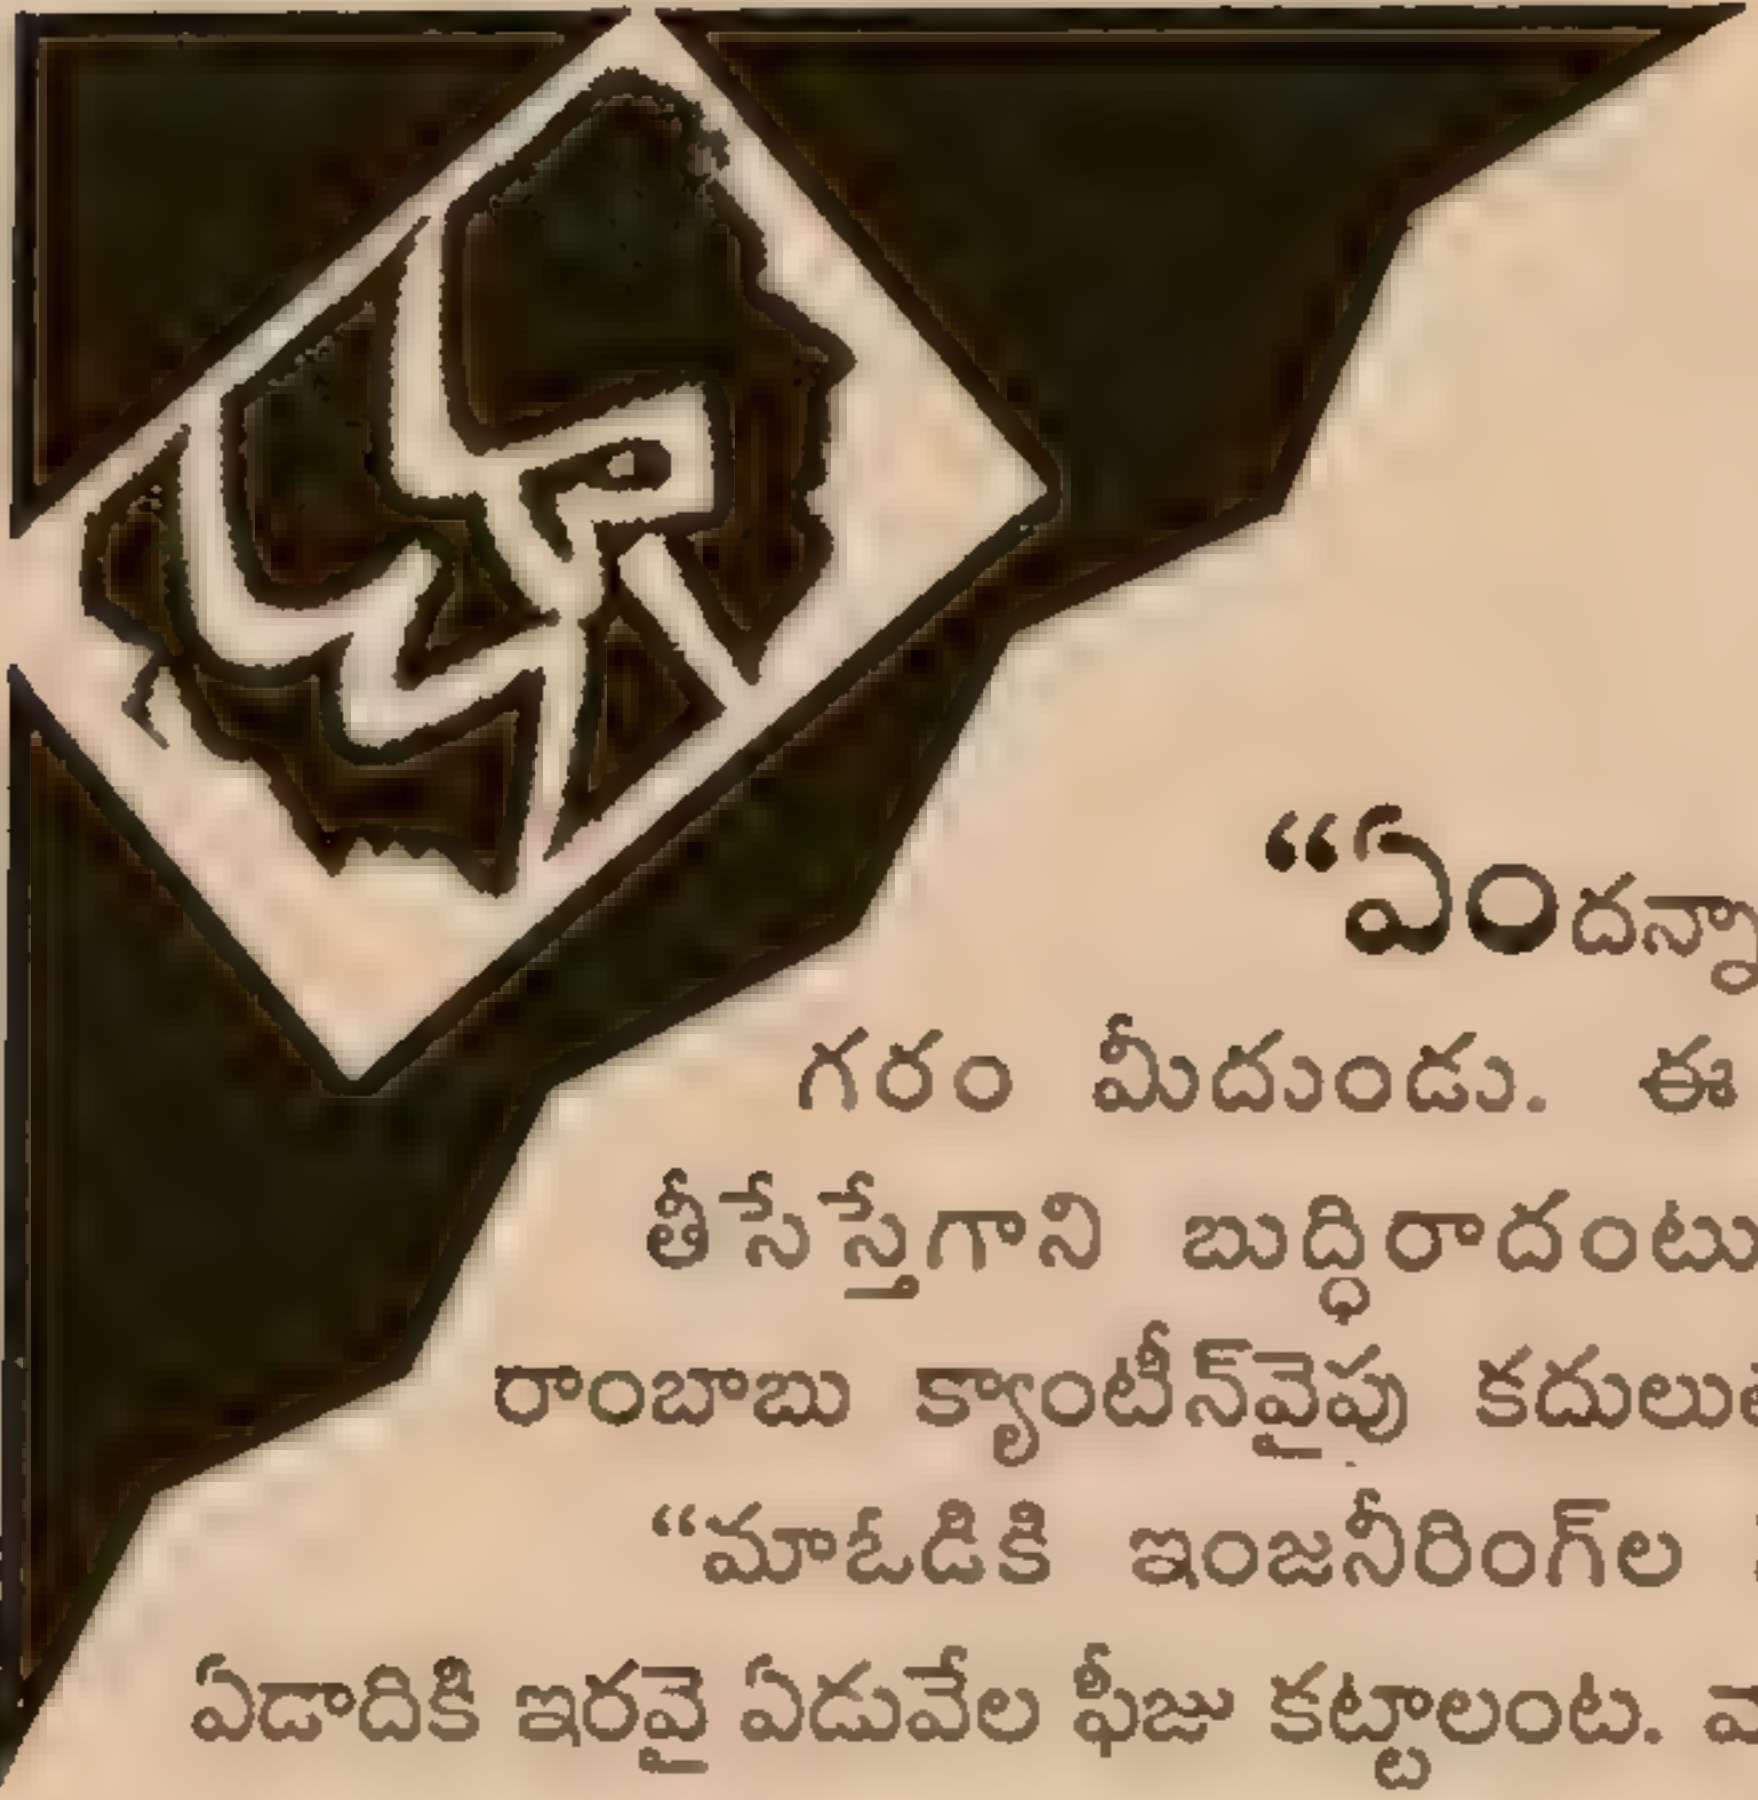 “ఏందన్నా
గరం మీదుండు. ఈ
తీసేస్తేగాని బుద్ధిరాదంటు
రాంబాబు క్యాంటీన్‌వైపు కదులుత
“మాఓడికి ఇంజనీరింగ్‌ల
ఏడాదికి ఇరవై ఏడువేల ఫీజు కట్టాలంట.